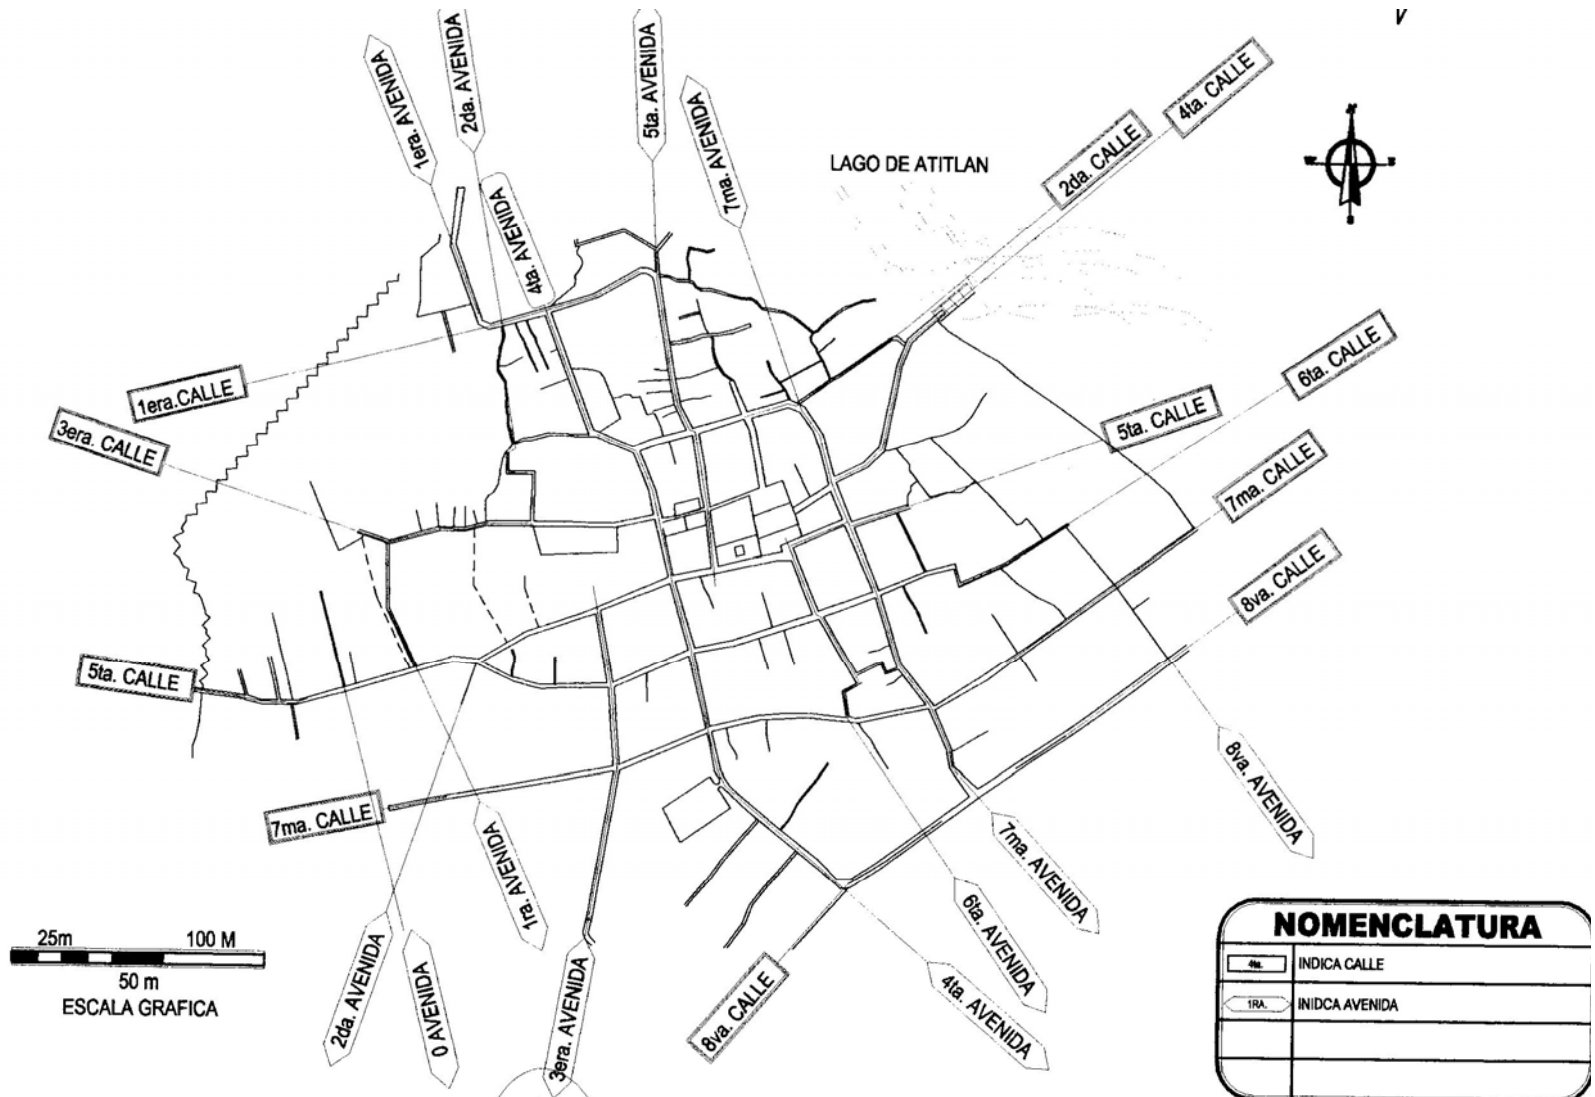 1era. AVENIDA
2da. AVENIDA
4ta. AVENIDA
5ta. AVENIDA
7ma. AVENIDA
LAGO DE ATITLAN
2da. CALLE
4ta. CALLE
N
S
1era.CALLE
3era. CALLE
6ta. CALLE
5ta. CALLE
7ma. CALLE
8va. CALLE
5ta. CALLE
7ma. CALLE
8va. AVENIDA
7ma. AVENIDA
6ta. AVENIDA
4ta. AVENIDA
1ra. AVENIDA
2da. AVENIDA
0 AVENIDA
3era. AVENIDA
8va. CALLE
25m 100 M
50 m
ESCALA GRAFICA
NOMENCLATURA
4ta. INDICA CALLE
1RA. INIDCA AVENIDA